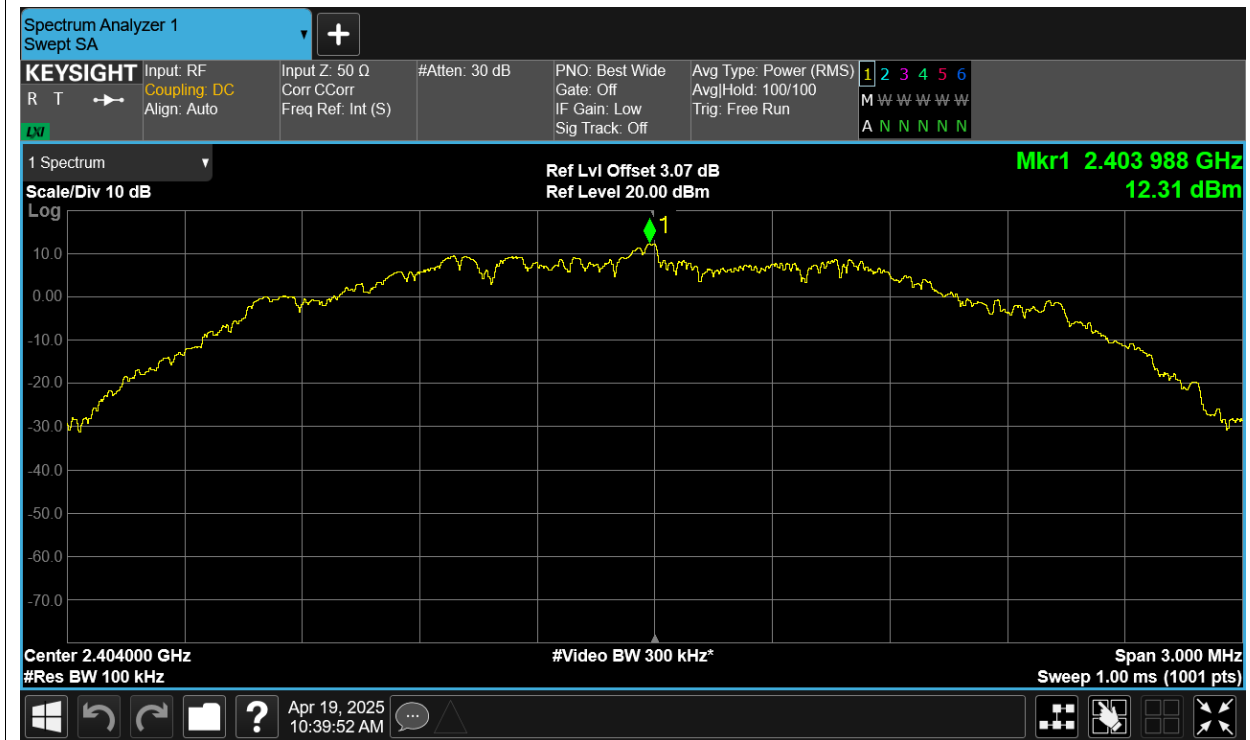 Spectrum Analyzer 1
Swept SA
KEYSIGHT
R T
LXI
Input: RF
Coupling: DC
Align: Auto
Input Z: 50 Ω
Corr CCorr
Freq Ref: Int (S)
#Atten: 30 dB
PNO: Best Wide
Gate: Off
IF Gain: Low
Sig Track: Off
Avg Type: Power (RMS)
Avg|Hold: 100/100
Trig: Free Run
1 2 3 4 5 6
M W W W W W
A N N N N N
1 Spectrum
Scale/Div 10 dB
Log
Ref Lvl Offset 3.07 dB
Ref Level 20.00 dBm
Mkr1 2.403 988 GHz
12.31 dBm
1
10.0
0.00
-10.0
-20.0
-30.0
-40.0
-50.0
-60.0
-70.0
Center 2.404000 GHz
#Res BW 100 kHz
#Video BW 300 kHz*
Span 3.000 MHz
Sweep 1.00 ms (1001 pts)
?
Apr 19, 2025
10:39:52 AM